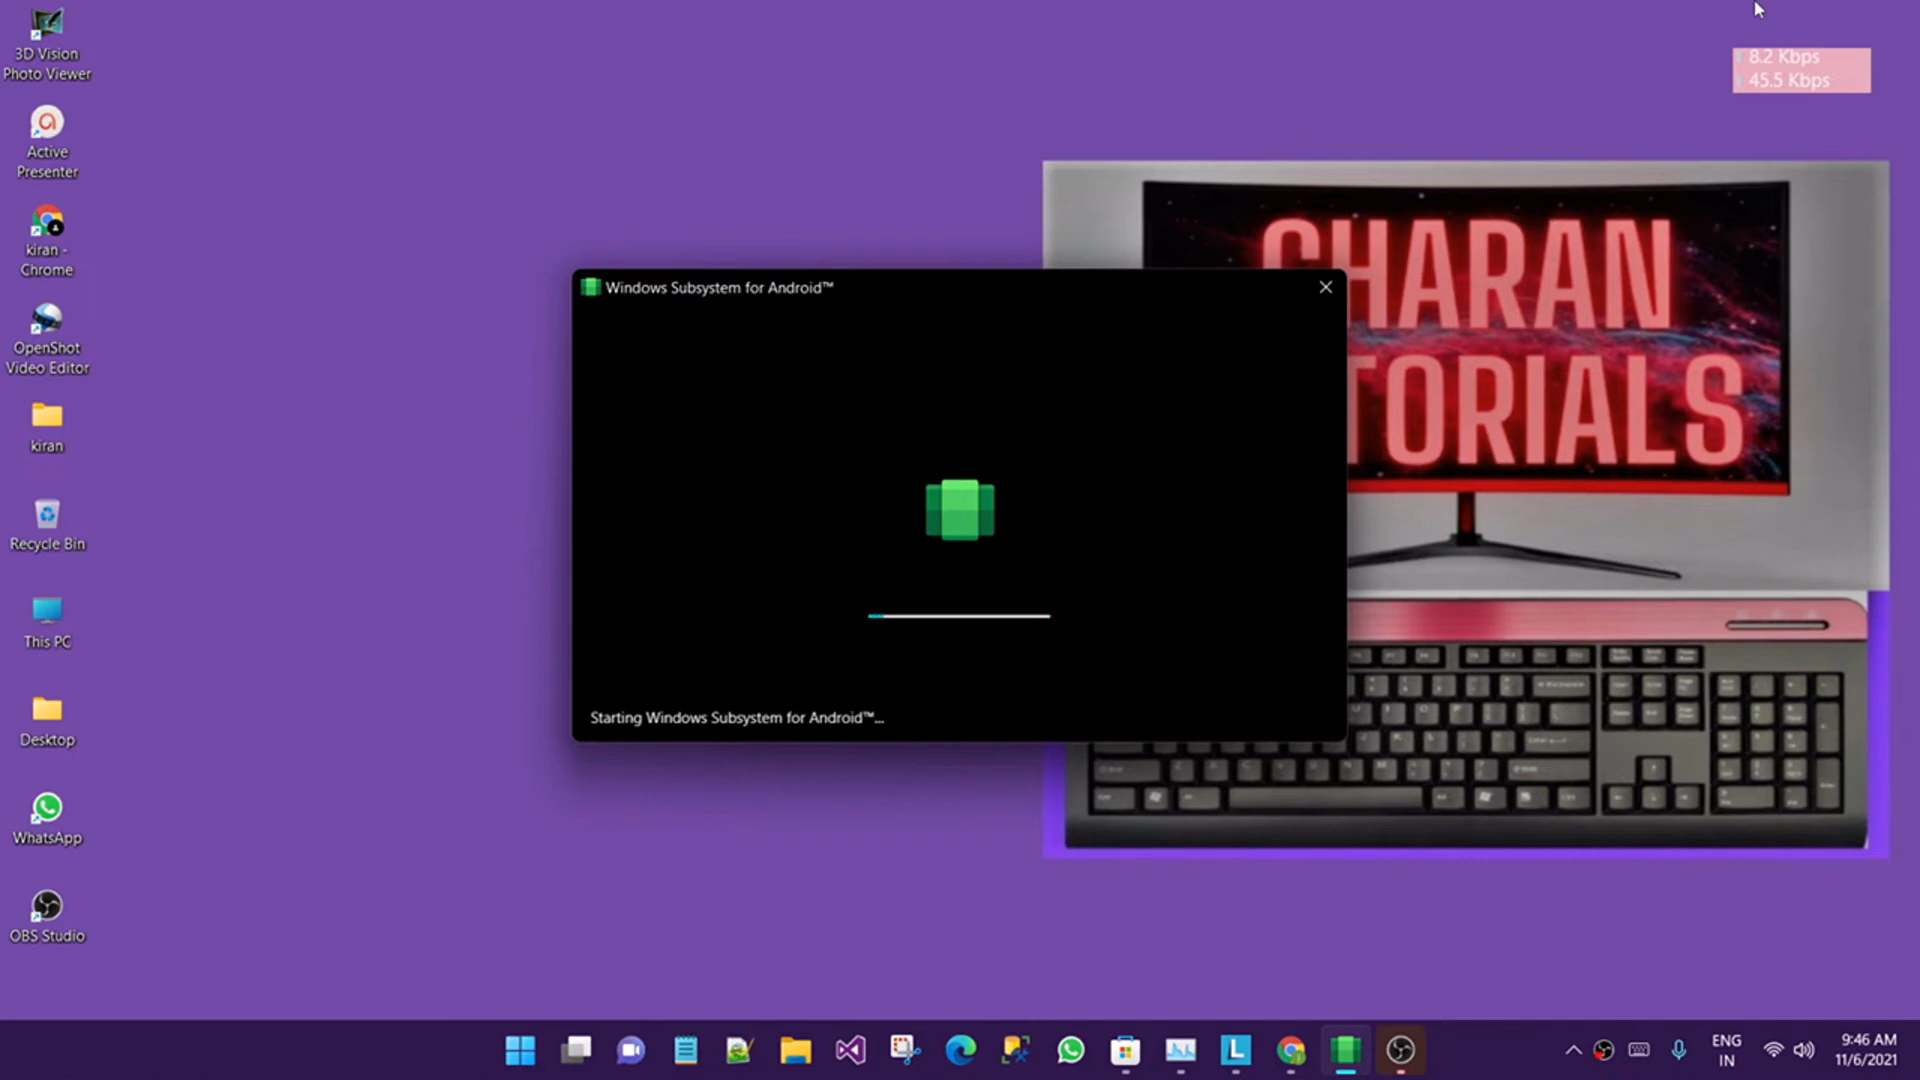 3D Vision
Photo Viewer
Active
Presenter
kiran -
Chrome
OpenShot
Video Editor
kiran
Recycle Bin
This PC
Desktop
WhatsApp
OBS Studio
8.2 Kbps
45.5 Kbps
CHARAN
TORIALS
Windows Subsystem for Android™
Starting Windows Subsystem for Android™...
ENG
IN
9:46 AM
11/6/2021